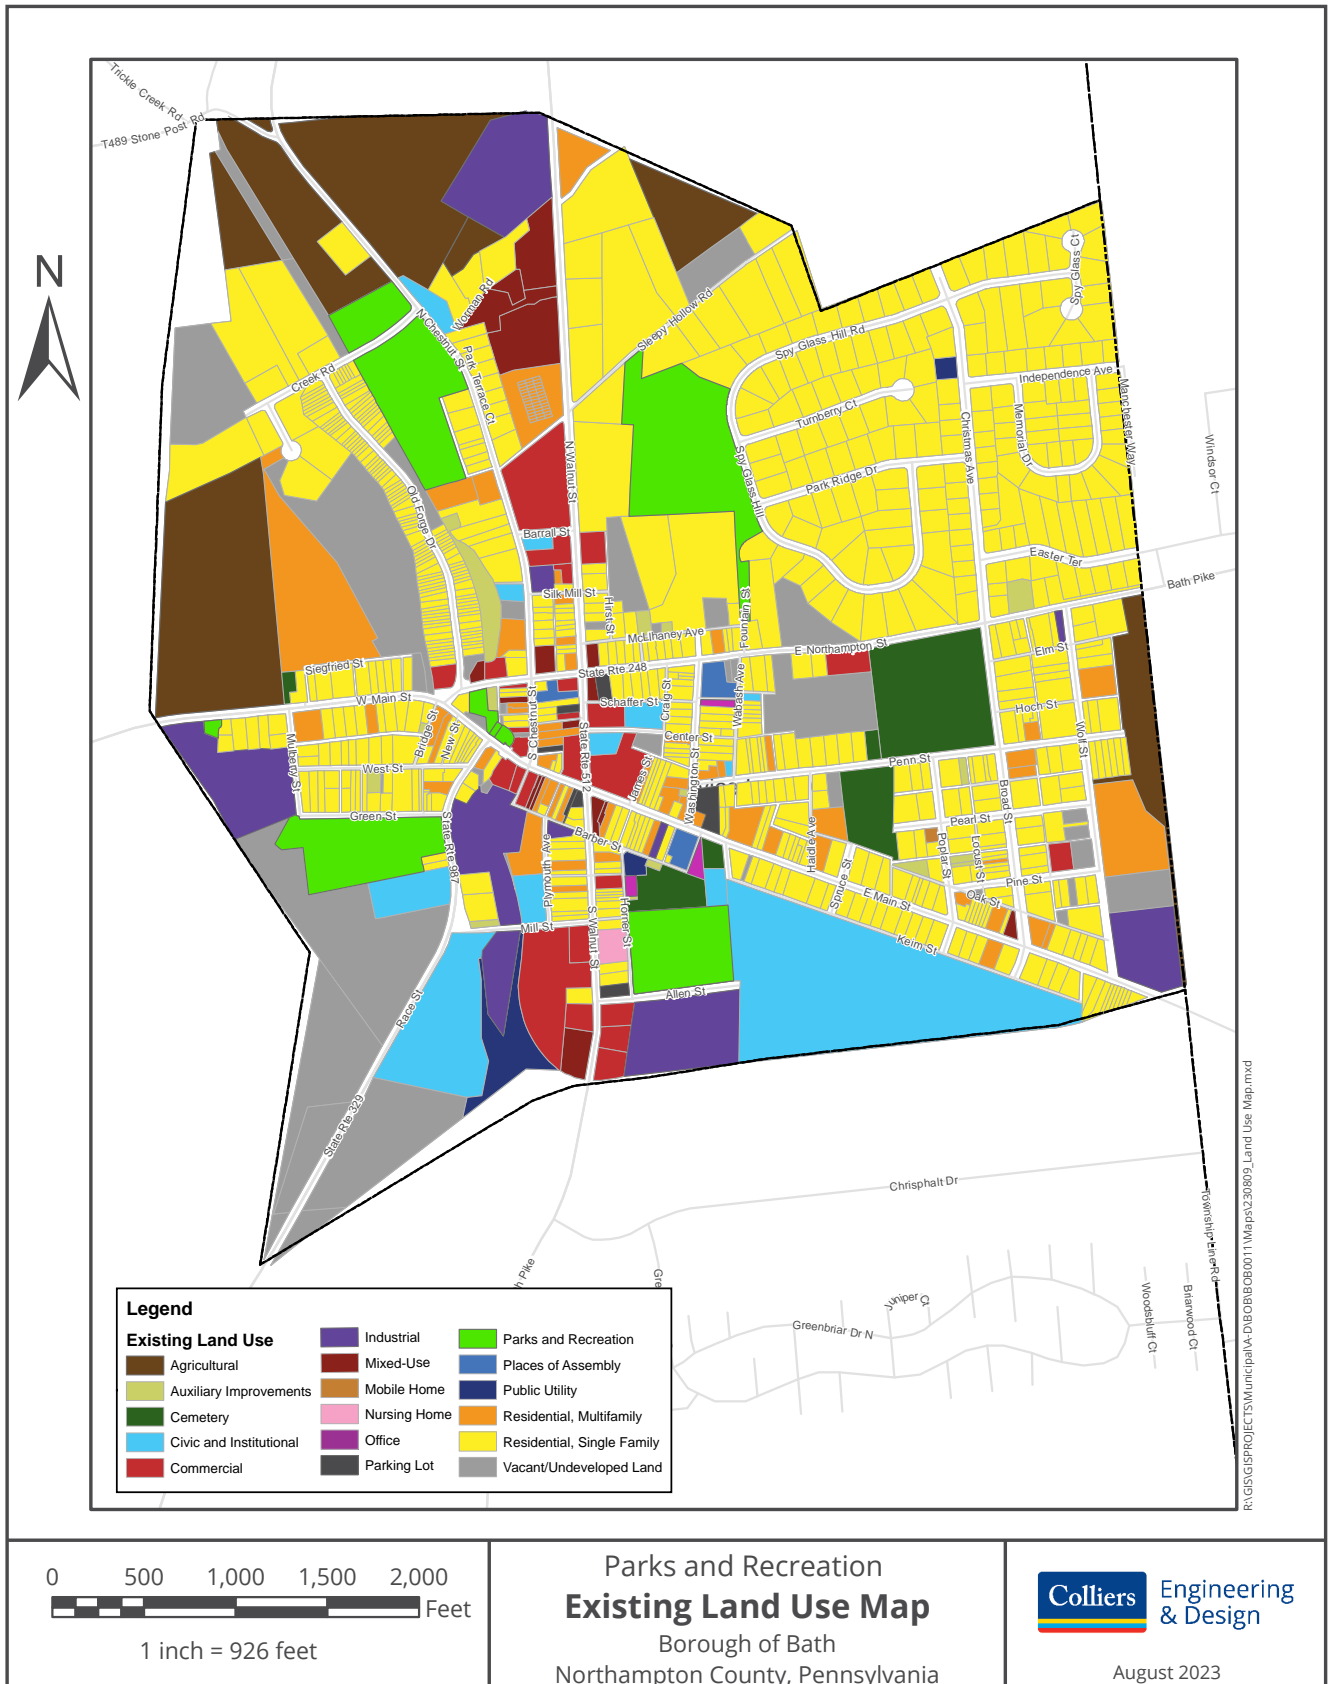 Trickle Creek Rd
T489 Stone Post Rd
N
Worman Rd
N Chestnut St
Park Terrace Ct
Creek Rd
Sleepy Hollow Rd
Spy Glass Ct
Spy Glass Hill Rd
Independence Ave
Manchester Way
Turnberry Ct
Christmas Ave
Memorial Dr
Windsor Ct
N Walnut St
Spy Glass Hill
Park Ridge Dr
Old Forge Dr
Barrall St
Easter Ter
Bath Pike
Silk Mill St
Hirst St
Fountain St
McIlhaney Ave
E Northampton St
Elm St
Siegfried St
State Rte 248
W Main St
Schaffer St
Craig St
Wabash Ave
S Chestnut St
Hoch St
Bridge St
New St
Center St
Wolf St
Mulberry St
State Rte 512
West St
James St
Washington St
Penn St
Broad St
Green St
State Rte 987
Plymouth Ave
Barber St
Haidle Ave
Pearl St
Poplar St
Locust St
Spruce St
Pine St
E Main St
Oak St
Mill St
S Walnut St
Horner St
Keim St
Allen St
Race St
State Rte 329
Chrisphalt Dr
Township Line Rd
h Pike
Gre
Juniper Ct
Greenbriar Dr N
Woodsbluff Ct
Briarwood Ct
Legend
Existing Land Use
Agricultural
Auxiliary Improvements
Cemetery
Civic and Institutional
Commercial
Industrial
Mixed-Use
Mobile Home
Nursing Home
Office
Parking Lot
Parks and Recreation
Places of Assembly
Public Utility
Residential, Multifamily
Residential, Single Family
Vacant/Undeveloped Land
R:\GIS\GISPROJECTS\Municipal\A-D\BOB\BOB0011\Maps\230809_Land Use Map.mxd
0 500 1,000 1,500 2,000
Feet
1 inch = 926 feet
Parks and Recreation
Existing Land Use Map
Borough of Bath
Northampton County, Pennsylvania
Colliers
Engineering
& Design
August 2023